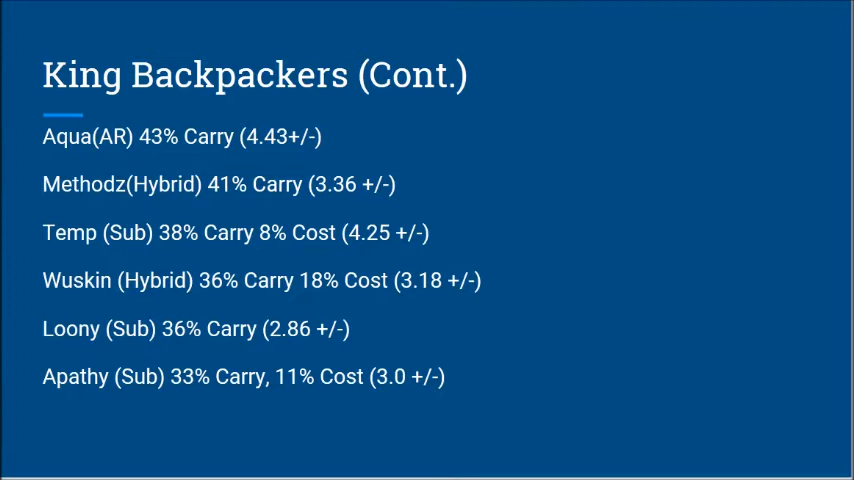 King Backpackers (Cont.)
Aqua(AR) 43% Carry (4.43+/-)
Methodz(Hybrid) 41% Carry (3.36 +/-)
Temp (Sub) 38% Carry 8% Cost (4.25 +/-)
Wuskin (Hybrid) 36% Carry 18% Cost (3.18 +/-)
Loony (Sub) 36% Carry (2.86 +/-)
Apathy (Sub) 33% Carry, 11% Cost (3.0 +/-)